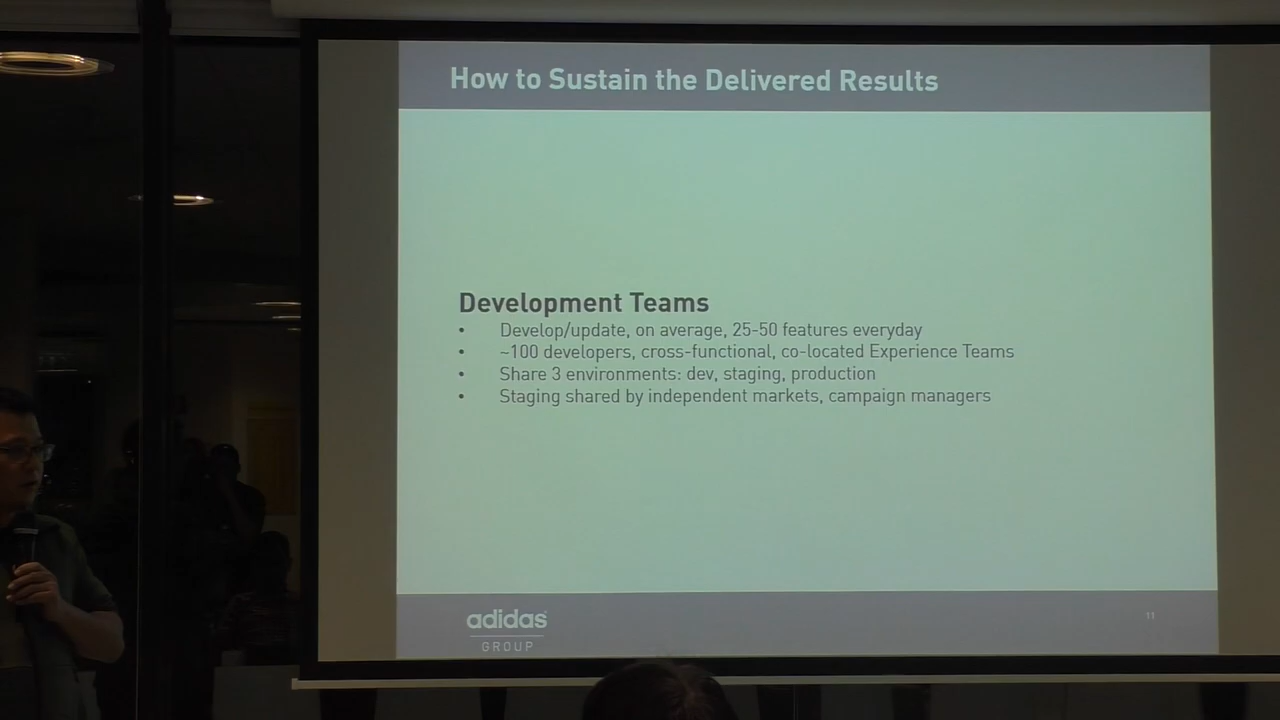 How to Sustain the Delivered Results
Development Teams
• Develop/update, on average, 25-50 features everyday
• ~100 developers, cross-functional, co-located Experience Teams
• Share 3 environments: dev, staging, production
• Staging shared by independent markets, campaign managers
adidas
GROUP
11